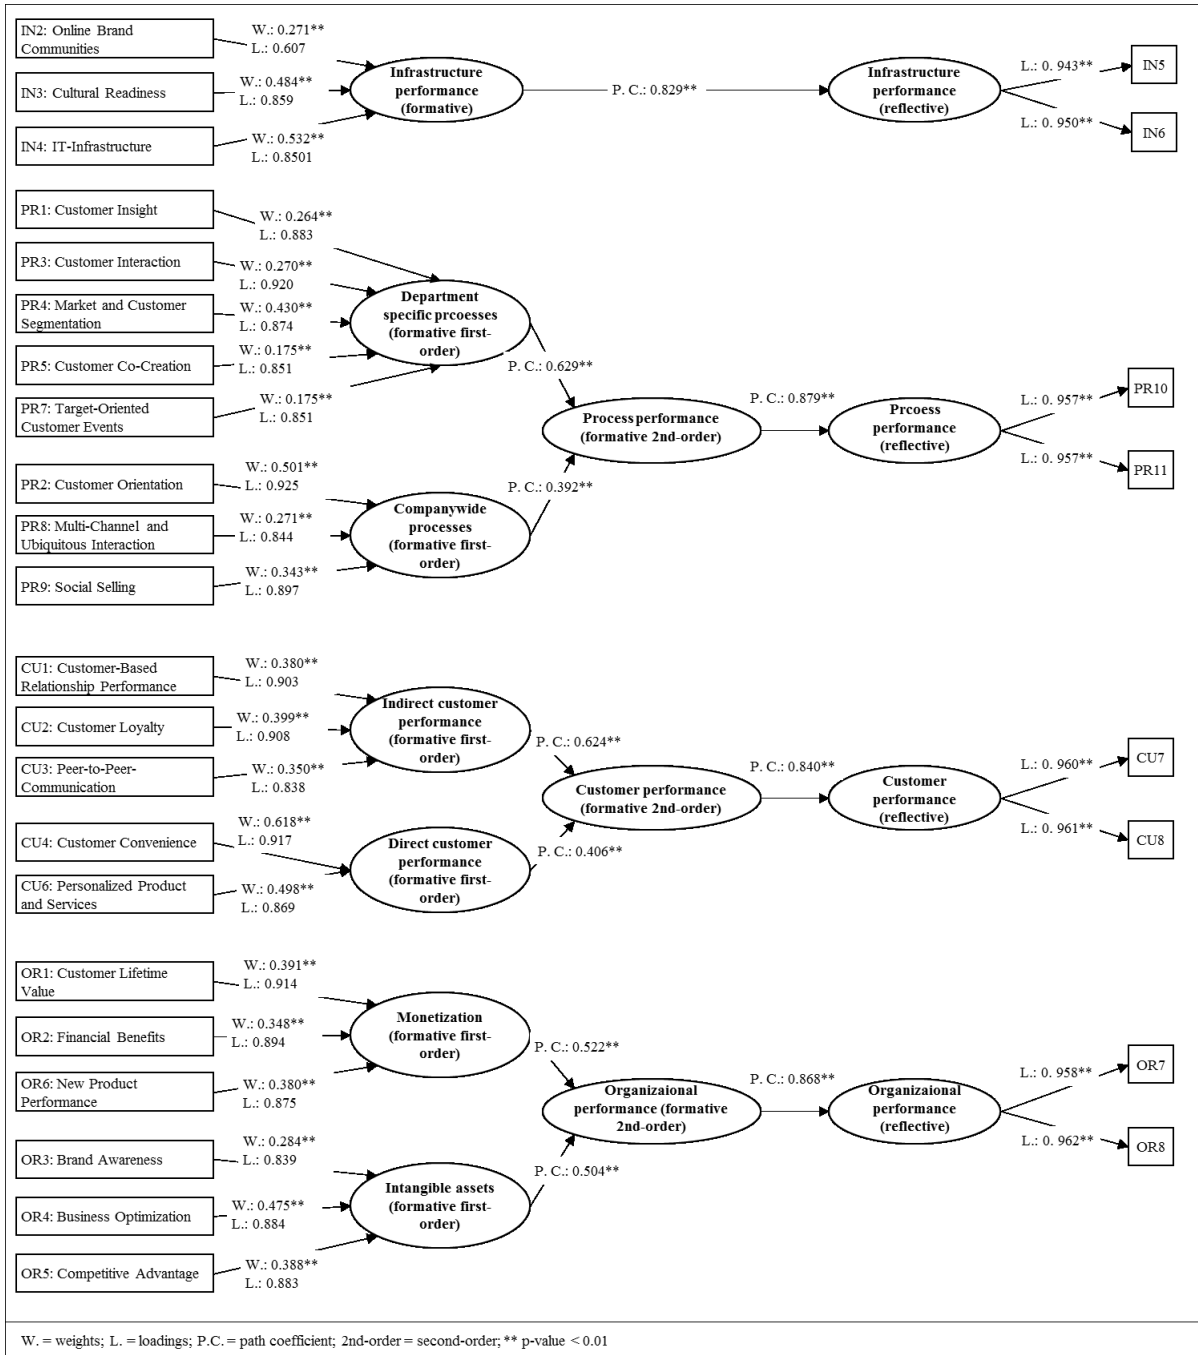 IN2: Online Brand
Communities
W.: 0.271**
L.: 0.607
IN3: Cultural Readiness
W.: 0.484**
L.: 0.859
IN4: IT-Infrastructure
W.: 0.532**
L.: 0.8501
Infrastructure
performance
(formative)
P. C.: 0.829**
Infrastructure
performance
(reflective)
L.: 0. 943**
IN5
L.: 0. 950**
IN6
PR1: Customer Insight
W.: 0.264**
L.: 0.883
PR3: Customer Interaction
W.: 0.270**
L.: 0.920
PR4: Market and Customer
Segmentation
W.: 0.430**
L.: 0.874
PR5: Customer Co-Creation
W.: 0.175**
L.: 0.851
PR7: Target-Oriented
Customer Events
W.: 0.175**
L.: 0.851
Department
specific prcoesses
(formative first-
order)
P. C.: 0.629**
PR2: Customer Orientation
W.: 0.501**
L.: 0.925
PR8: Multi-Channel and
Ubiquitous Interaction
W.: 0.271**
L.: 0.844
PR9: Social Selling
W.: 0.343**
L.: 0.897
Companywide
processes
(formative first-
order)
P. C.: 0.392**
Process performance
(formative 2nd-order)
P. C.: 0.879**
Prcoess
performance
(reflective)
L.: 0. 957**
PR10
L.: 0. 957**
PR11
CU1: Customer-Based
Relationship Performance
W.: 0.380**
L.: 0.903
CU2: Customer Loyalty
W.: 0.399**
L.: 0.908
CU3: Peer-to-Peer-
Communication
W.: 0.350**
L.: 0.838
Indirect customer
performance
(formative first-
order)
P. C.: 0.624**
CU4: Customer Convenience
W.: 0.618**
L.: 0.917
CU6: Personalized Product
and Services
W.: 0.498**
L.: 0.869
Direct customer
performance
(formative first-
order)
P. C.: 0.406**
Customer performance
(formative 2nd-order)
P. C.: 0.840**
Customer
performance
(reflective)
L.: 0. 960**
CU7
L.: 0. 961**
CU8
OR1: Customer Lifetime
Value
W.: 0.391**
L.: 0.914
OR2: Financial Benefits
W.: 0.348**
L.: 0.894
OR6: New Product
Performance
W.: 0.380**
L.: 0.875
Monetization
(formative first-
order)
P. C.: 0.522**
OR3: Brand Awareness
W.: 0.284**
L.: 0.839
OR4: Business Optimization
W.: 0.475**
L.: 0.884
OR5: Competitive Advantage
W.: 0.388**
L.: 0.883
Intangible assets
(formative first-
order)
P. C.: 0.504**
Organizaional
performance (formative
2nd-order)
P. C.: 0.868**
Organizaional
performance
(reflective)
L.: 0. 958**
OR7
L.: 0. 962**
OR8
W. = weights; L. = loadings; P.C. = path coefficient; 2nd-order = second-order; ** p-value < 0.01